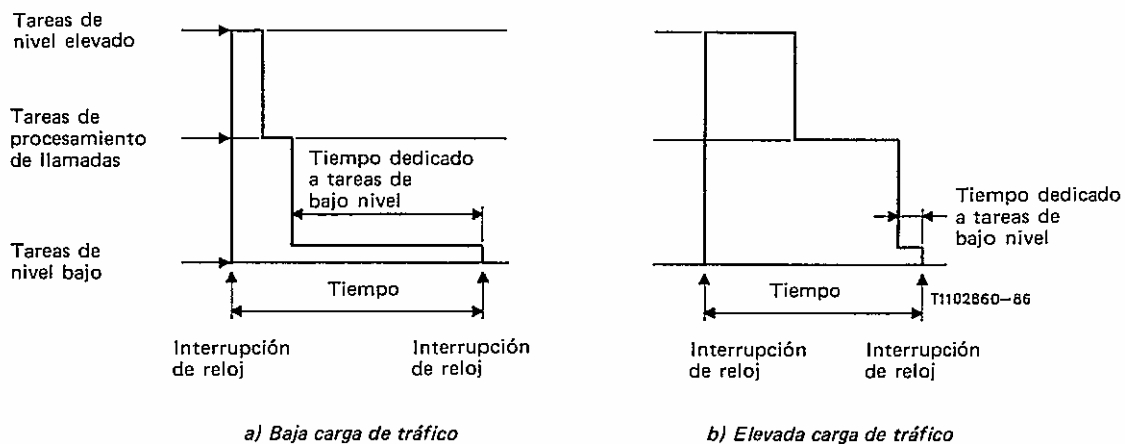 Tareas de
nivel elevado
Tareas de
procesamiento
de llamadas
Tiempo dedicado
a tareas de
bajo nivel
Tareas de
nivel bajo
Tiempo
Interrupción
de reloj
Interrupción
de reloj
a) Baja carga de tráfico
Tiempo dedicado
a tareas de
bajo nivel
Tiempo
T1102860-86
Interrupción
de reloj
Interrupción
de reloj
b) Elevada carga de tráfico